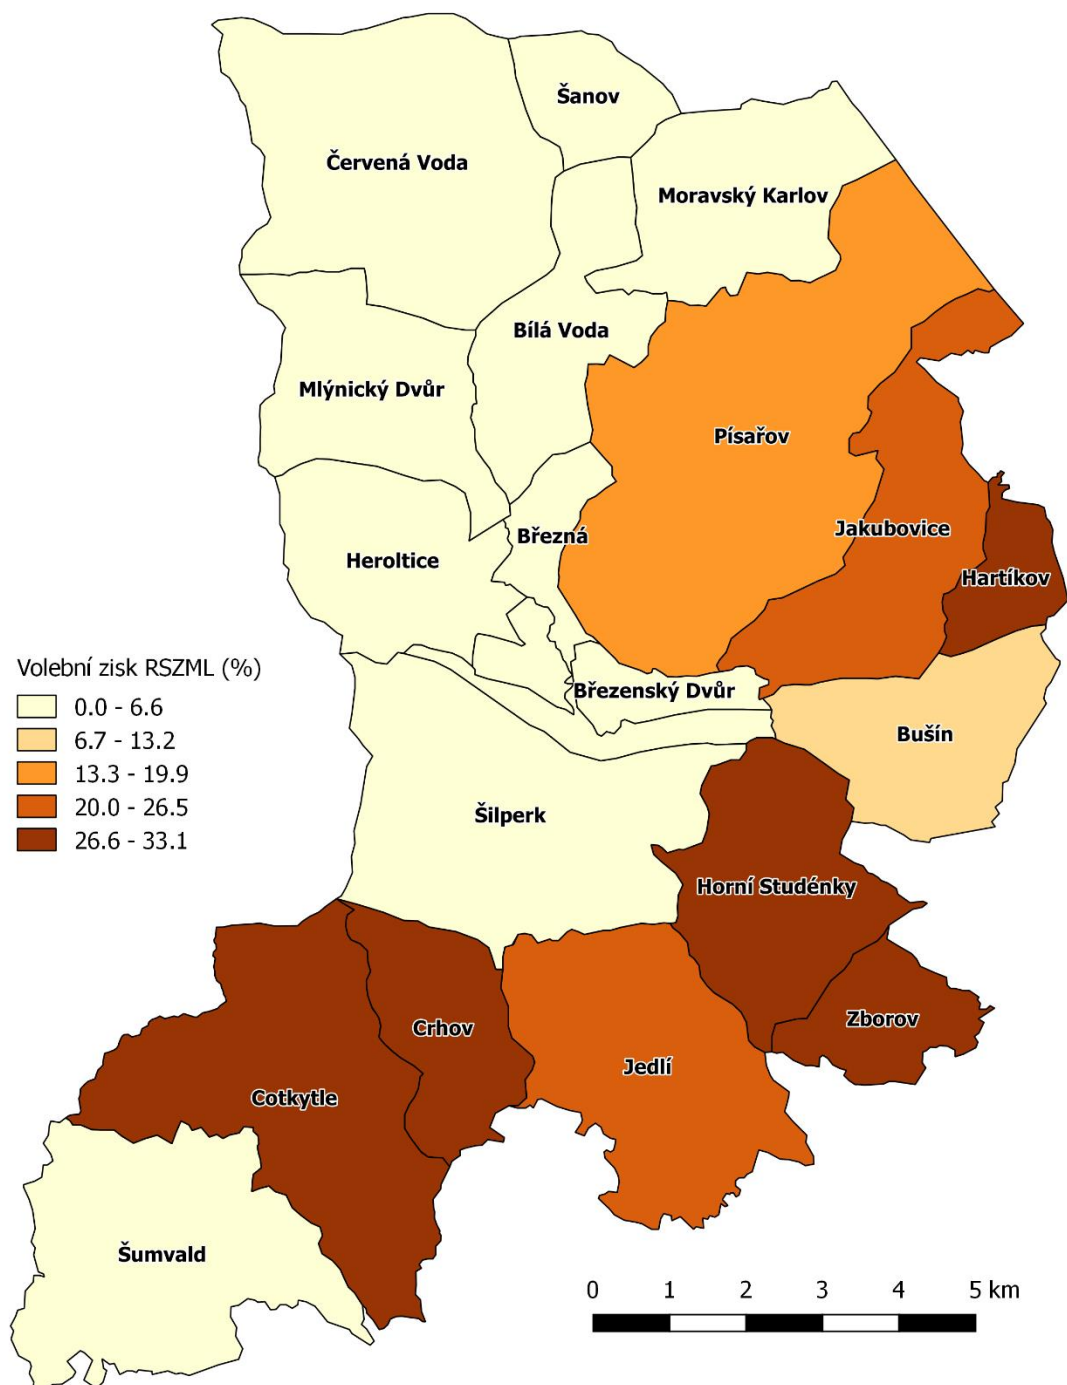 Šanov
Červená Voda
Moravský Karlov
Bílá Voda
Mlýnický Dvůr
Písařov
Jakubovice
Březná
Heroltice
Hartíkov
Volební zisk RSZML (%)
0.0 - 6.6
6.7 - 13.2
13.3 - 19.9
20.0 - 26.5
26.6 - 33.1
Březenský Dvůr
Bušín
Šilperk
Horní Studénky
Zborov
Crhov
Jedlí
Cotkytle
Šumvald
0 1 2 3 4 5 km